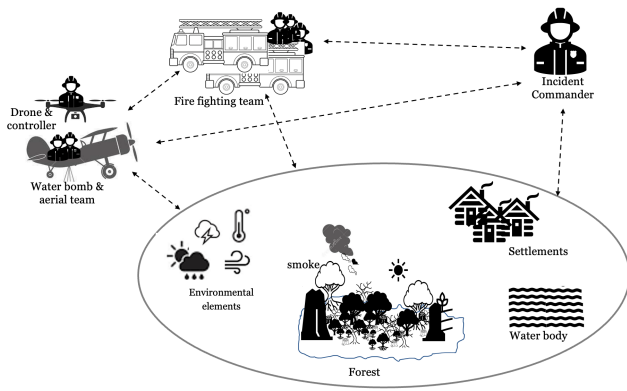 Fire fighting team
Incident
Commander
Drone &
controller
Water bomb &
aerial team
Settlements
smoke
Environmental
elements
Water body
Forest